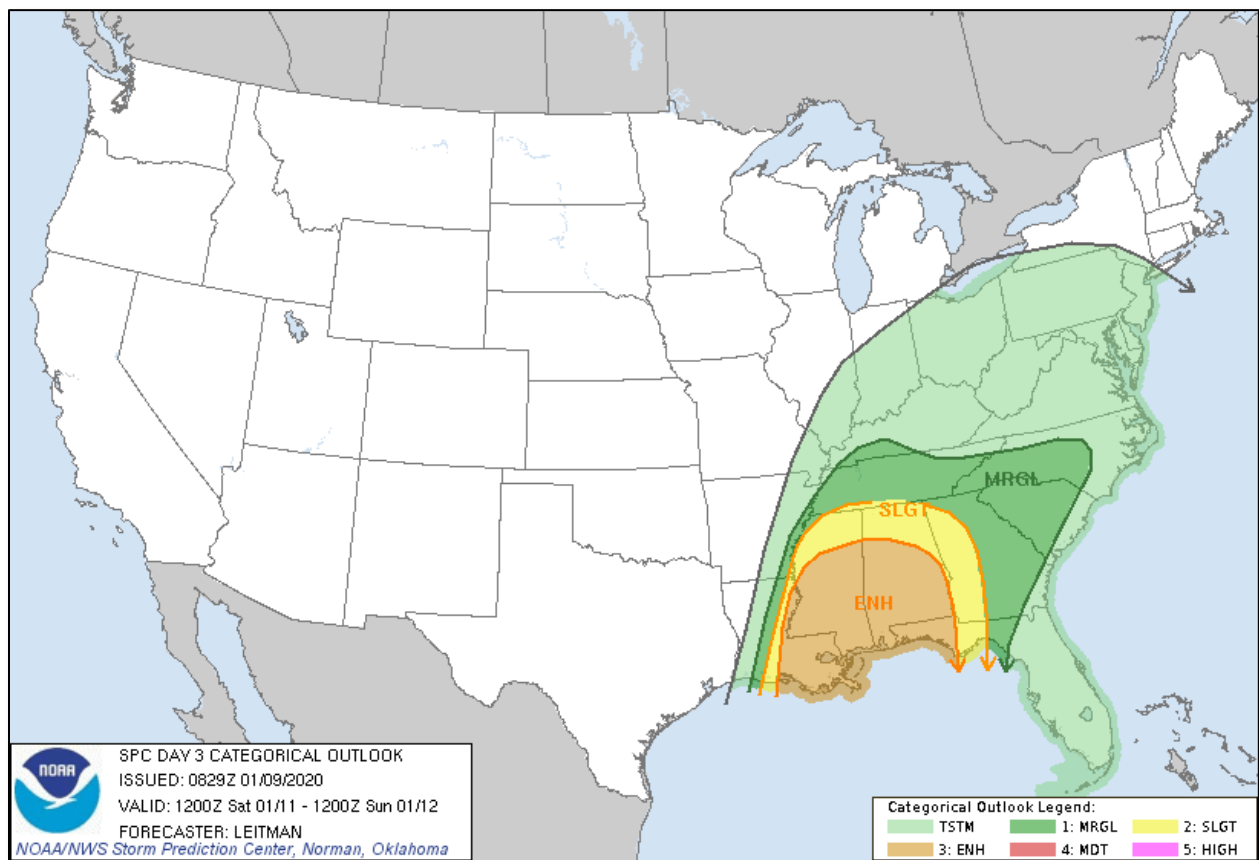 MRGL
SLGT
ENH
NOAA
SPC DAY 3 CATEGORICAL OUTLOOK
ISSUED: 0829Z 01/09/2020
VALID: 1200Z Sat 01/11 - 1200Z Sun 01/12
FORECASTER: LEITMAN
NOAA/NWS Storm Prediction Center, Norman, Oklahoma
Categorical Outlook Legend:
TSTM 1: MRGL 2: SLGT
3: ENH 4: MDT 5: HIGH